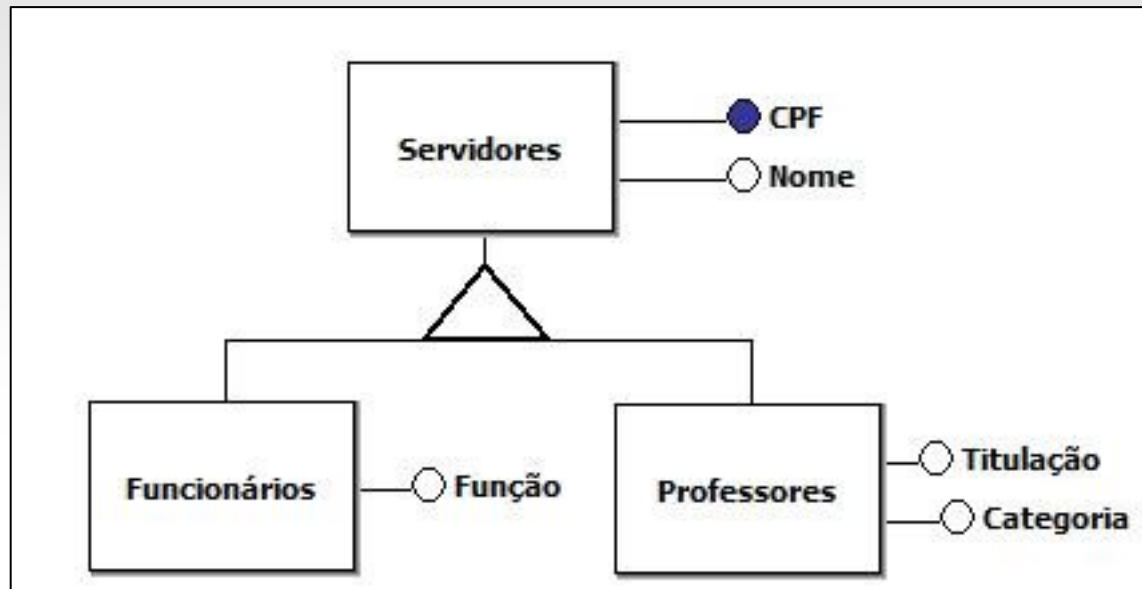 Servidores
CPF
Nome
Funcionários
Função
Professores
Titulação
Categoria